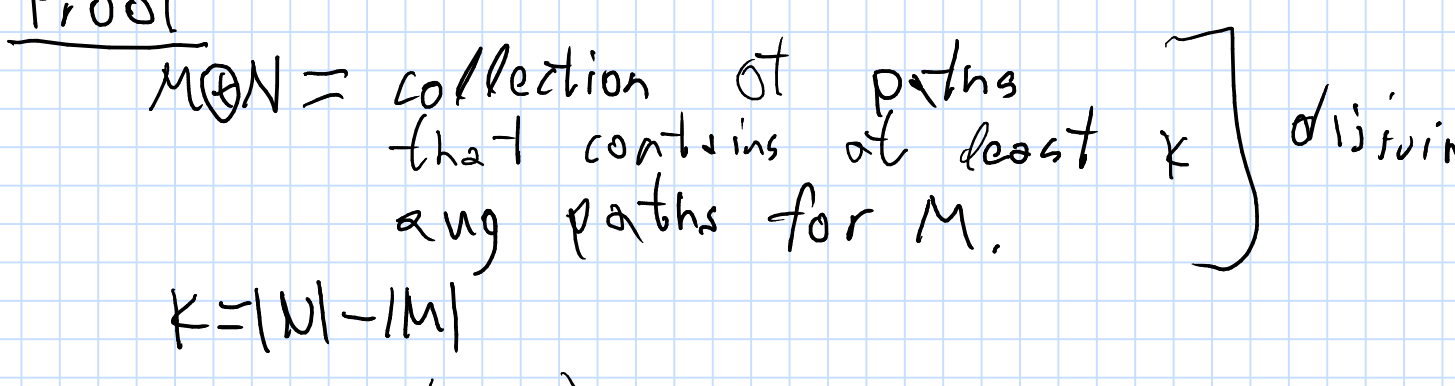 Proof
M⊕N = collection of paths
that contains at least k
aug paths for M.
k = |N| - |M|